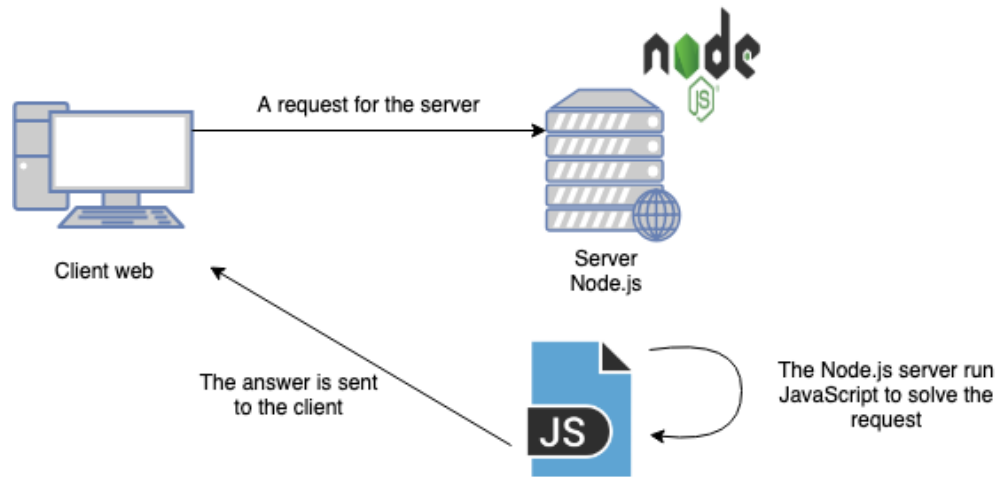 node
JS
A request for the server
Client web
Server
Node.js
The answer is sent
to the client
JS
The Node.js server run
JavaScript to solve the
request